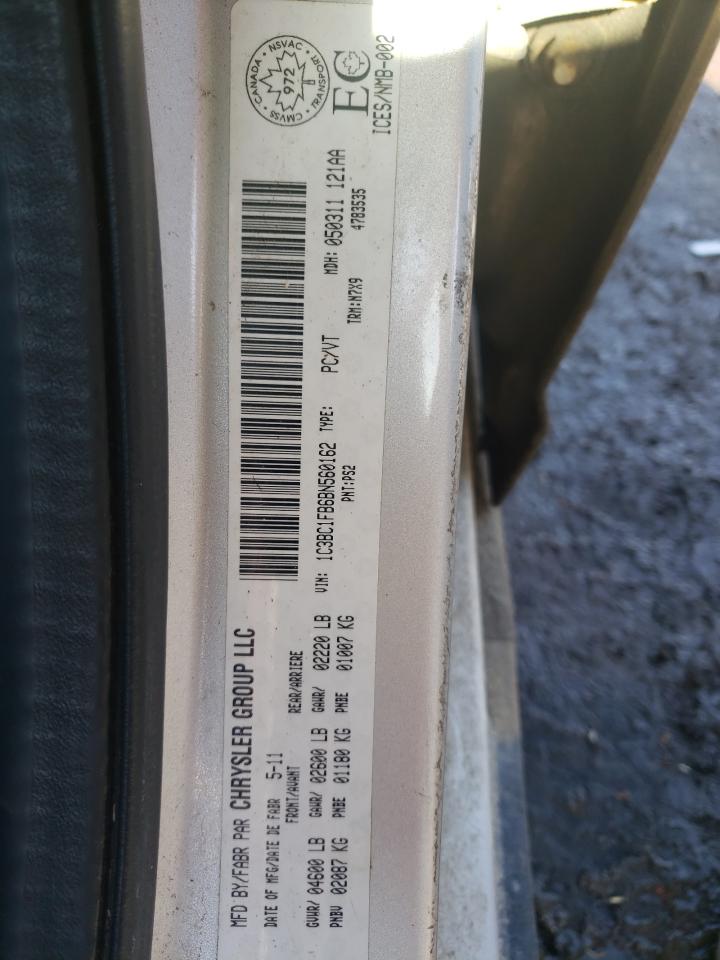 MFD BY/FABR PAR CHRYSLER GROUP LLC
DATE OF MFG/DATE DE FABR 5-11
FRONT/AVANT REAR/ARRIERE
GVWR/ 04600 LB GAWR/ 02600 LB GAWR/ 02220 LB
PNBV 02087 KG PNBE 01180 KG PNBE 01007 KG
VIN: 1C3BC1FB6BN560162 TYPE: PC/VT MDH: 050311 121AA
PNT:PS2 TRM:N7X9 4783535
CANADA · NSVAC · TRANSPORT · CMVSS
972
EC
ICES/NMB-002